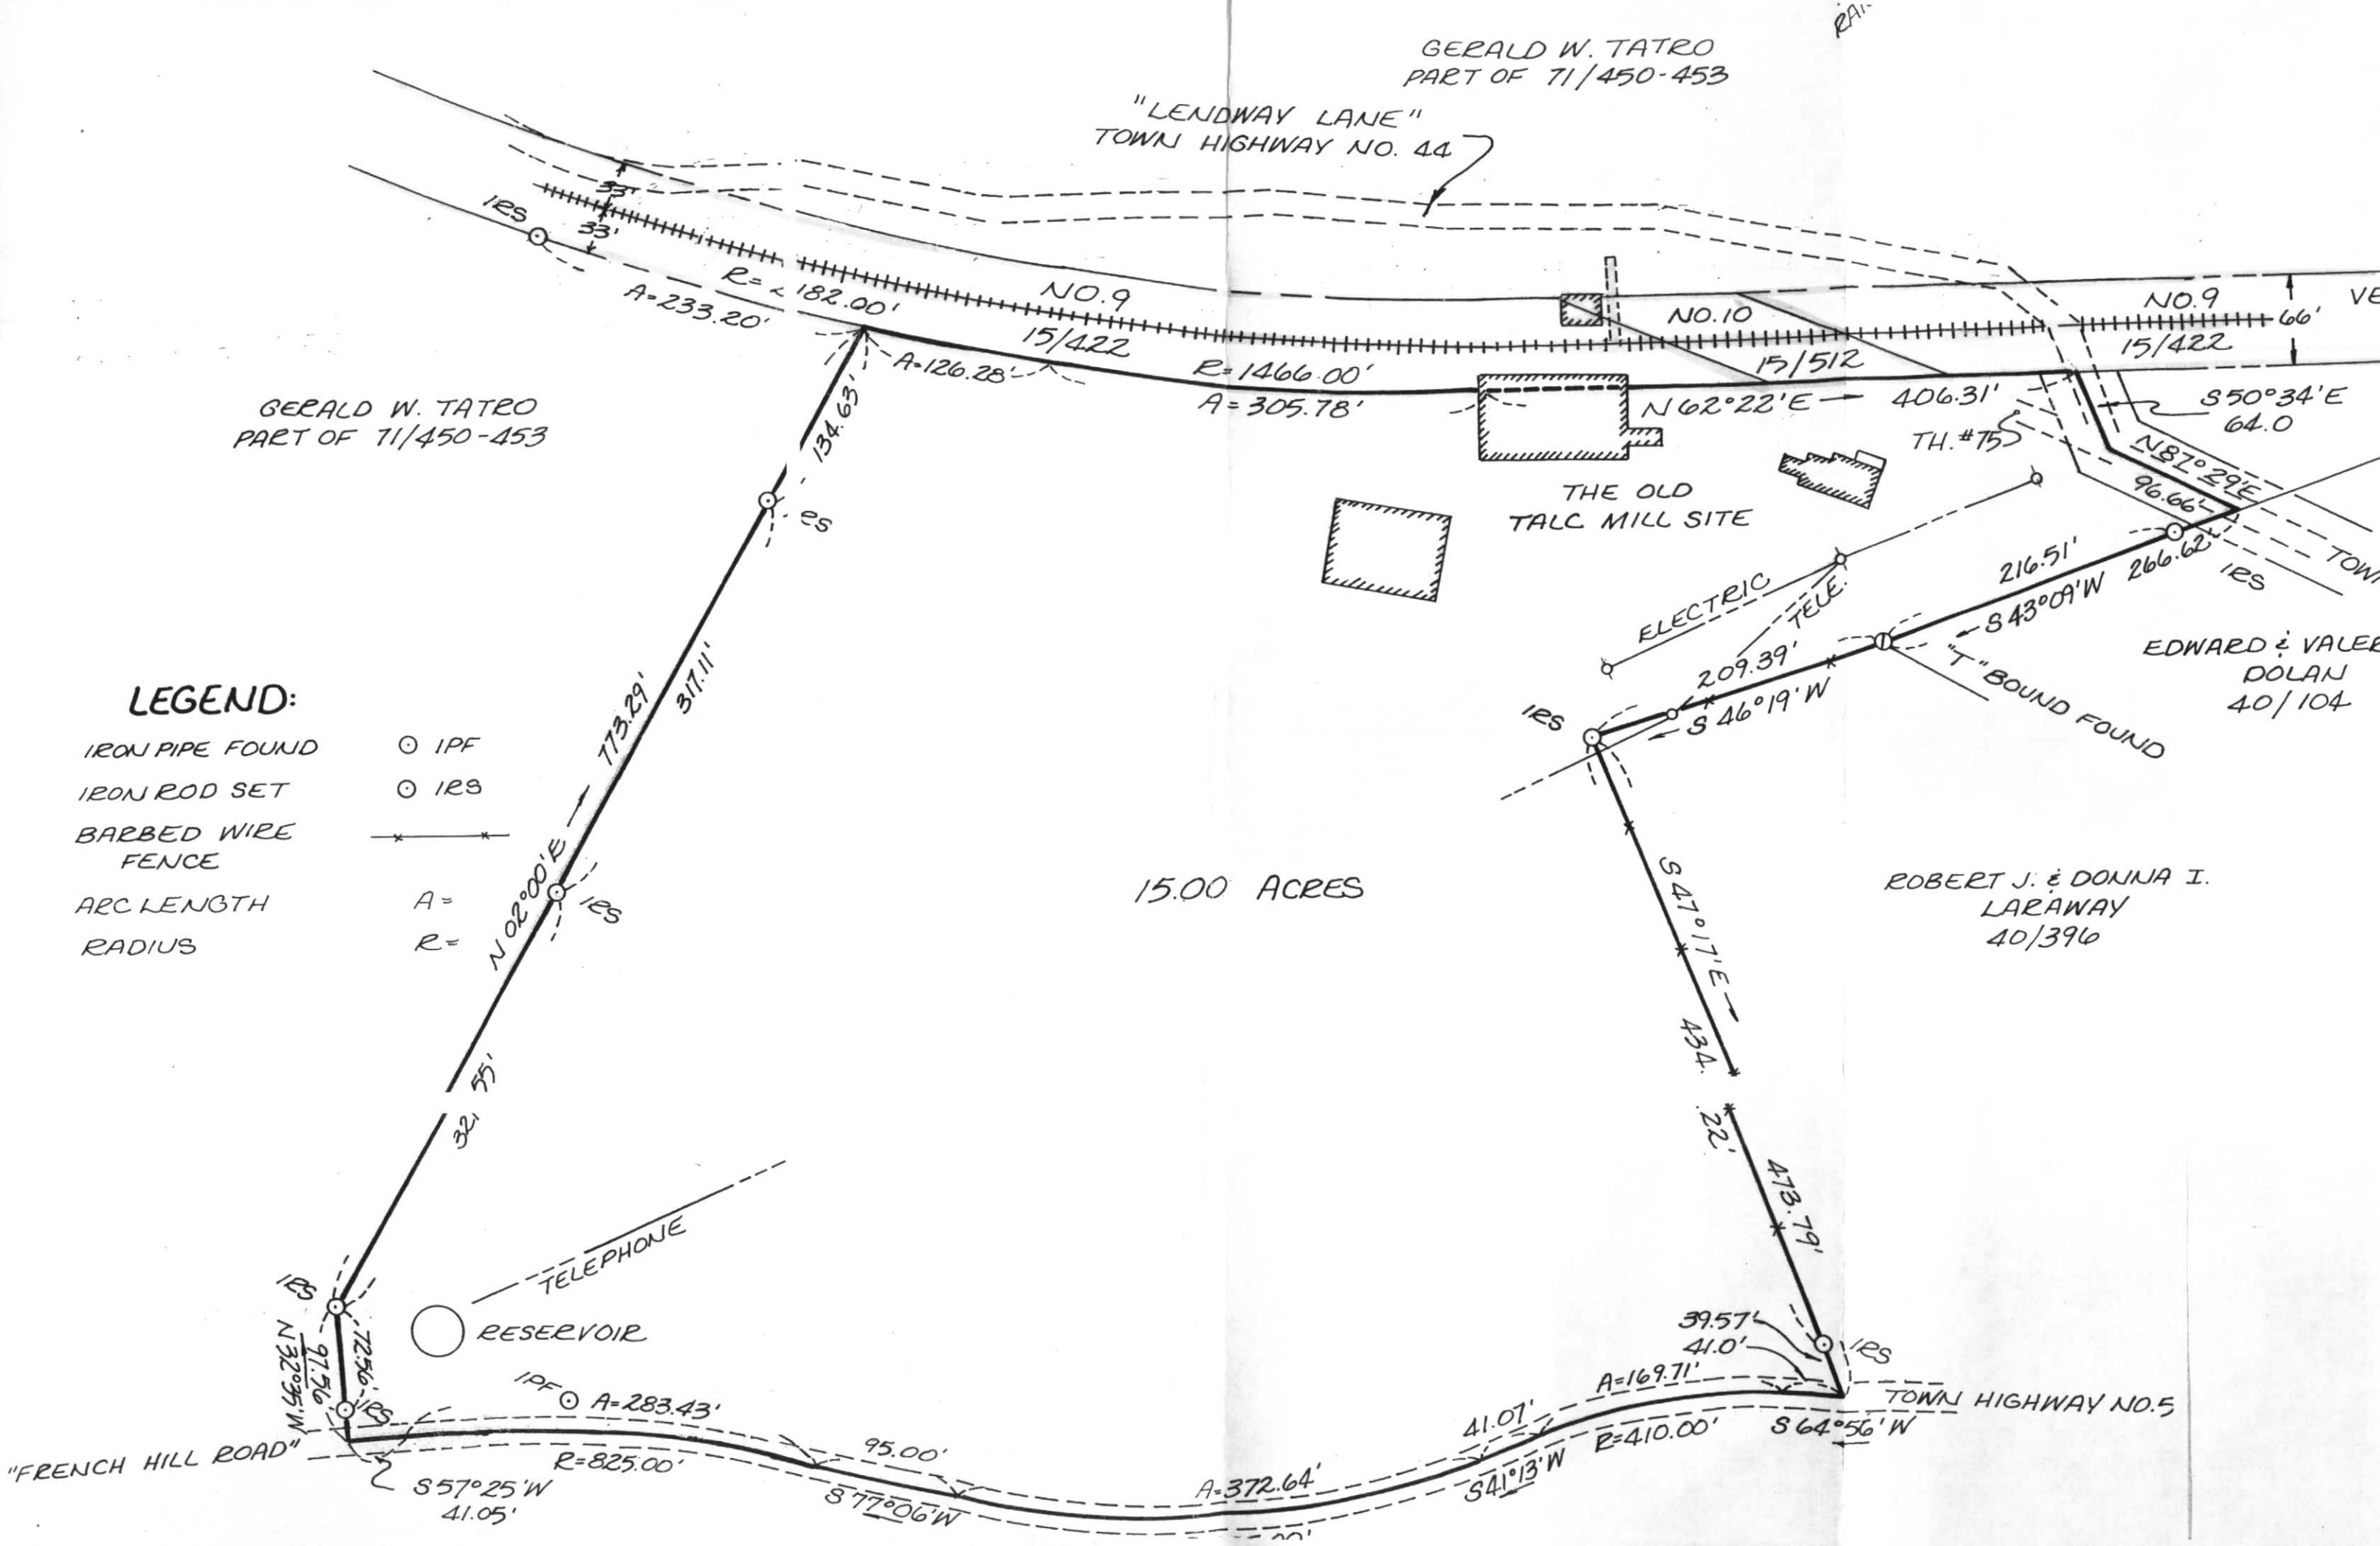 GERALD W. TATRO
PART OF 71/450-453
"LENDWAY LANE"
TOWN HIGHWAY NO. 44
33'
33'
IRS
R=
182.00'
A=233.20'
NO.9
15/422
A=126.28'
R=1466.00'
A=305.78'
NO.10
15/512
N 62°22'E
406.31'
NO.9
15/422
66'
S50°34'E
64.0
TH.#75
N87°29'E
96.66'
GERALD W. TATRO
PART OF 71/450-453
134.63'
THE OLD
TALC MILL SITE
ELECTRIC
TELE.
216.51'
S43°09'W
266.62'
IRS
"T" BOUND FOUND
209.39'
S 46°19'W
IRS
EDWARD &
DOLAN
40/104
LEGEND:
IRON PIPE FOUND IPF
IRON ROD SET IRS
BARBED WIRE
FENCE
ARC LENGTH A=
RADIUS R=
773.29'
317.11'
N 02°00'E
IRS
15.00 ACRES
S 47°17'E
434.
22'
473.79'
ROBERT J. & DONNA I.
LARAWAY
40/396
55'
TELEPHONE
RESERVOIR
IRS
N 32°35'W
97.56
72.56'
IRS
IPF
A=283.43'
R=825.00'
"FRENCH HILL ROAD"
S57°25'W
41.05'
95.00'
S 77°06'W
A=372.64'
41.07'
S41°13'W
A=169.71'
R=410.00'
39.57'
41.0'
IRS
S 64°56'W
TOWN HIGHWAY NO.5